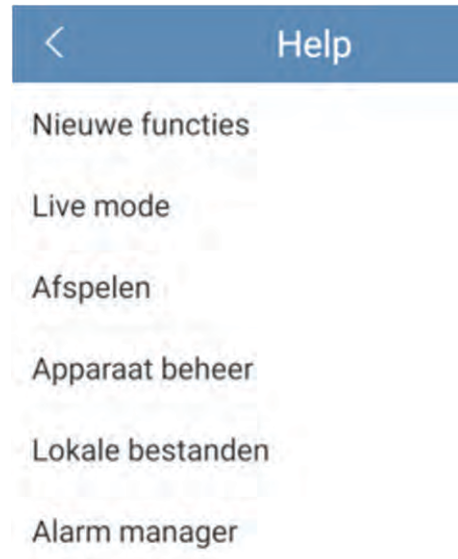 Help
Nieuwe functies
Live mode
Afspelen
Apparaat beheer
Lokale bestanden
Alarm manager